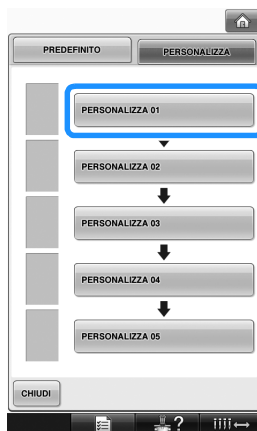 PREDEFINITO
PERSONALIZZA
PERSONALIZZA 01
PERSONALIZZA 02
PERSONALIZZA 03
PERSONALIZZA 04
PERSONALIZZA 05
CHIUDI
?